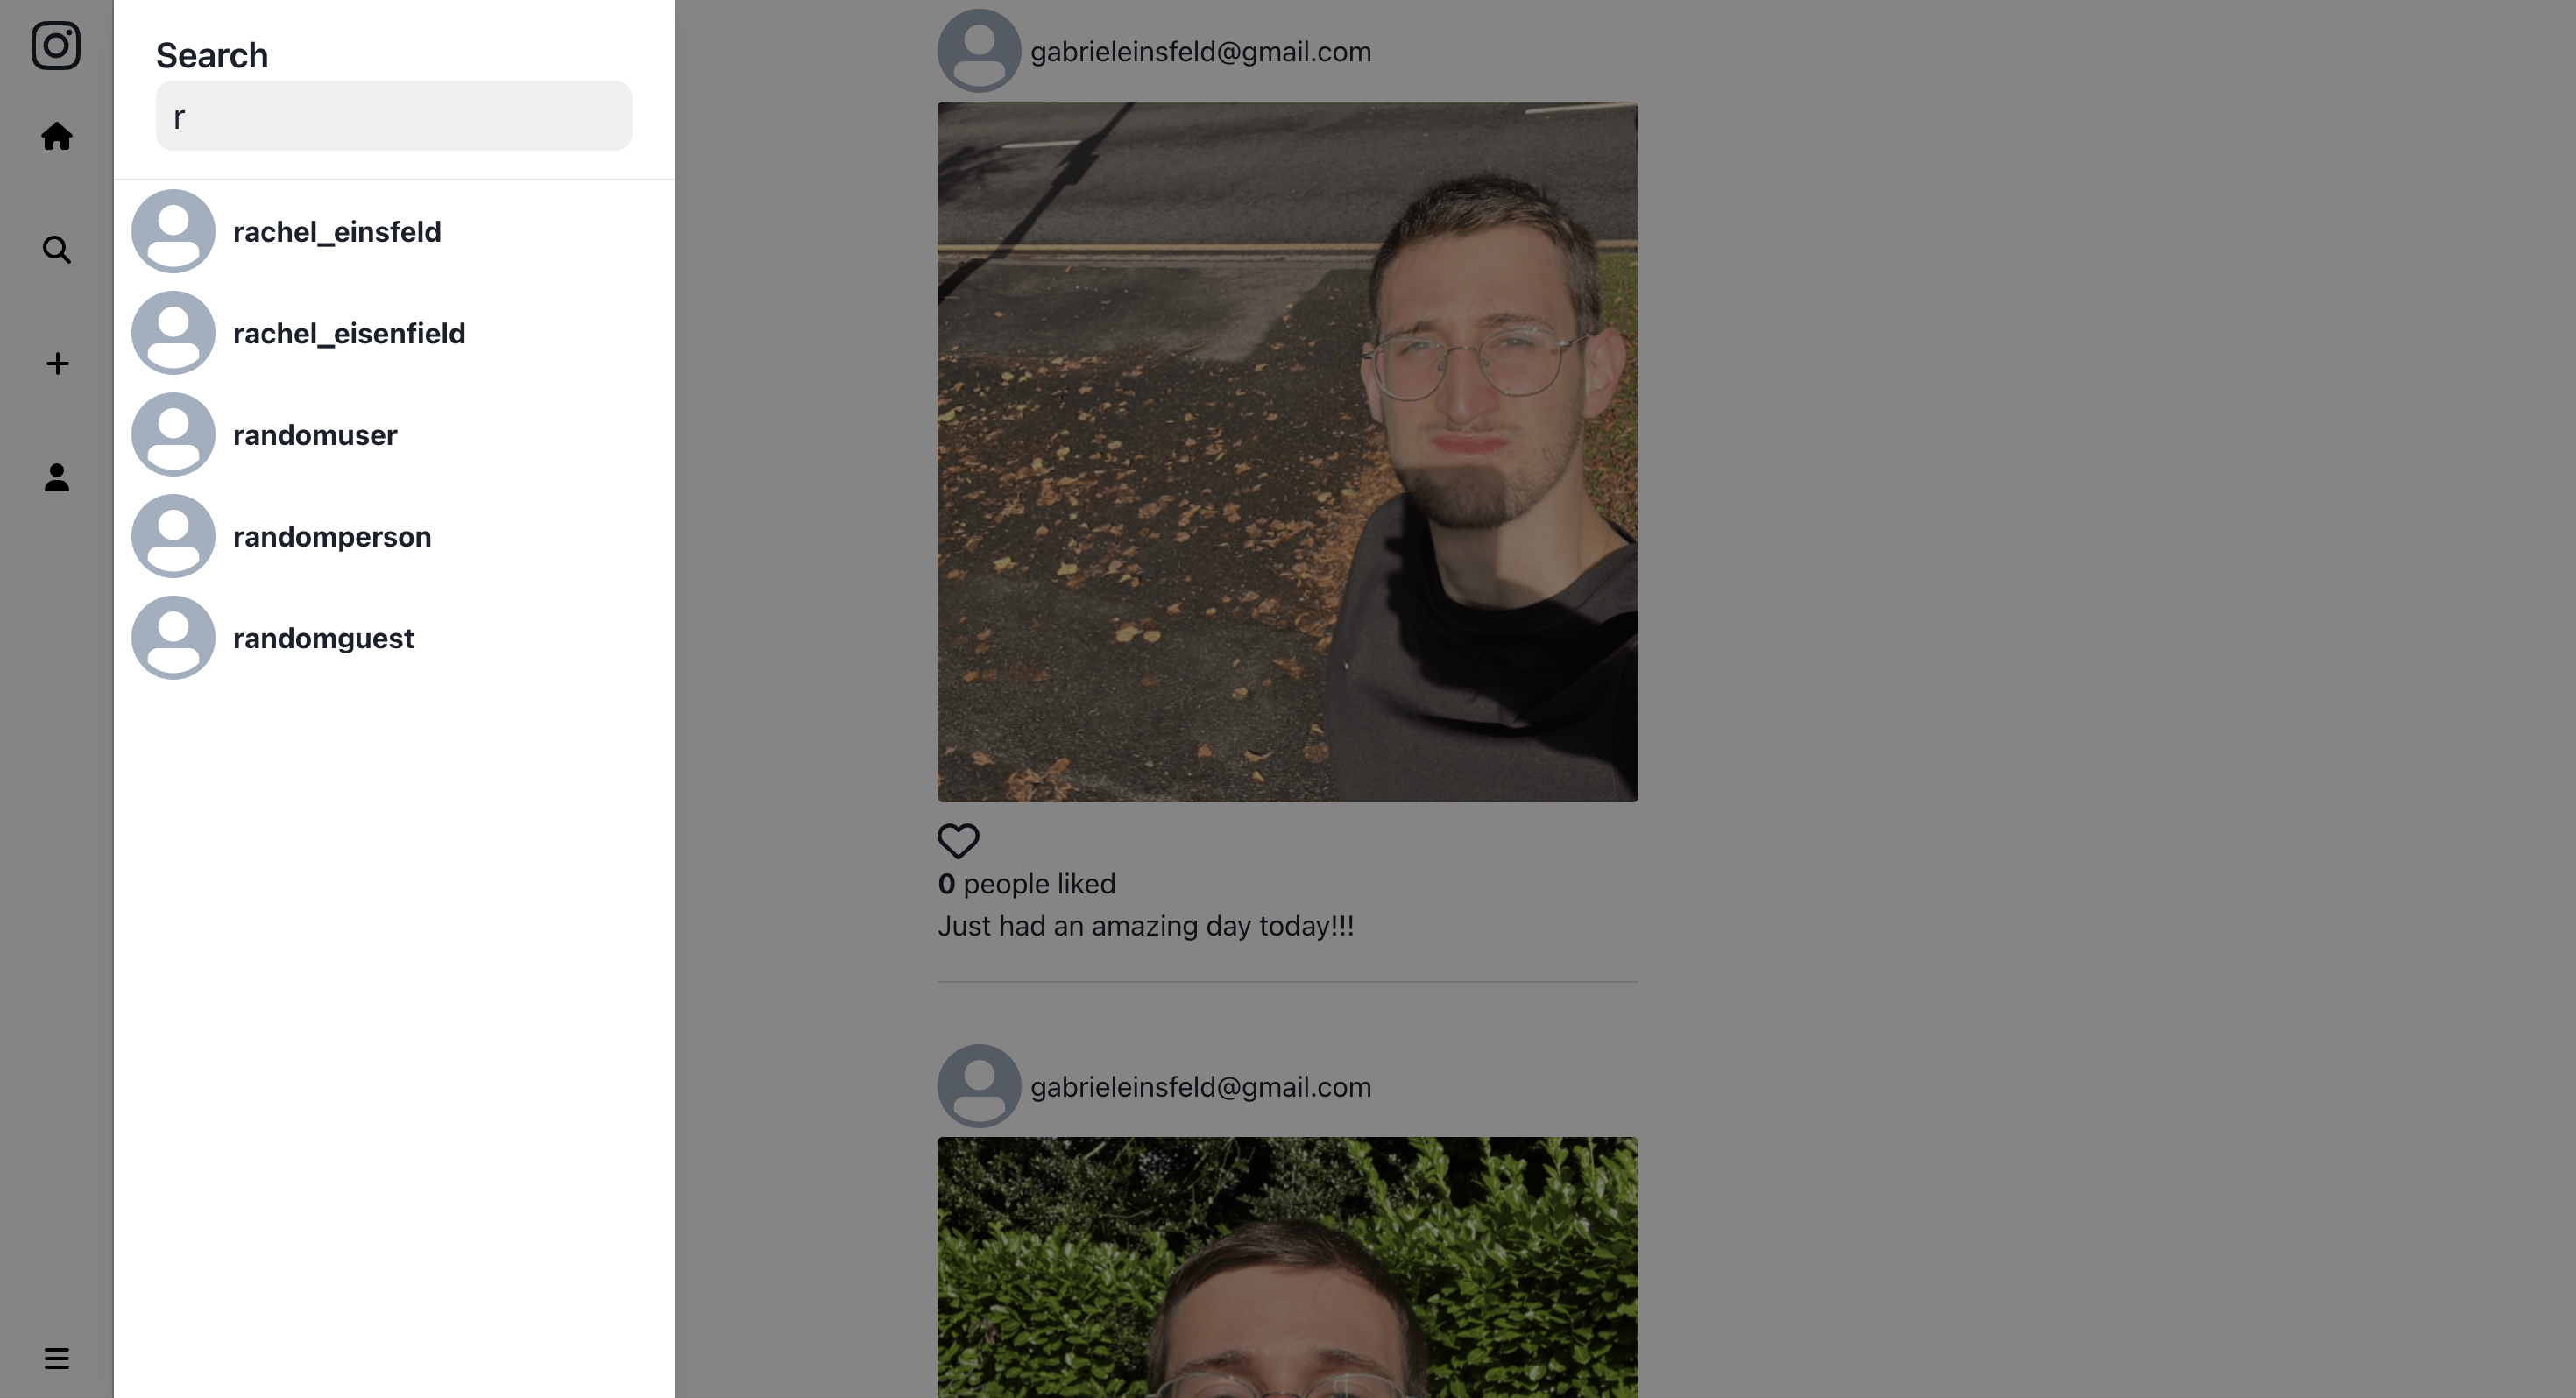 Search
r
rachel_einsfeld
rachel_eisenfield
randomuser
randomperson
randomguest
gabrieleinsfeld@gmail.com
0 people liked
Just had an amazing day today!!!
gabrieleinsfeld@gmail.com